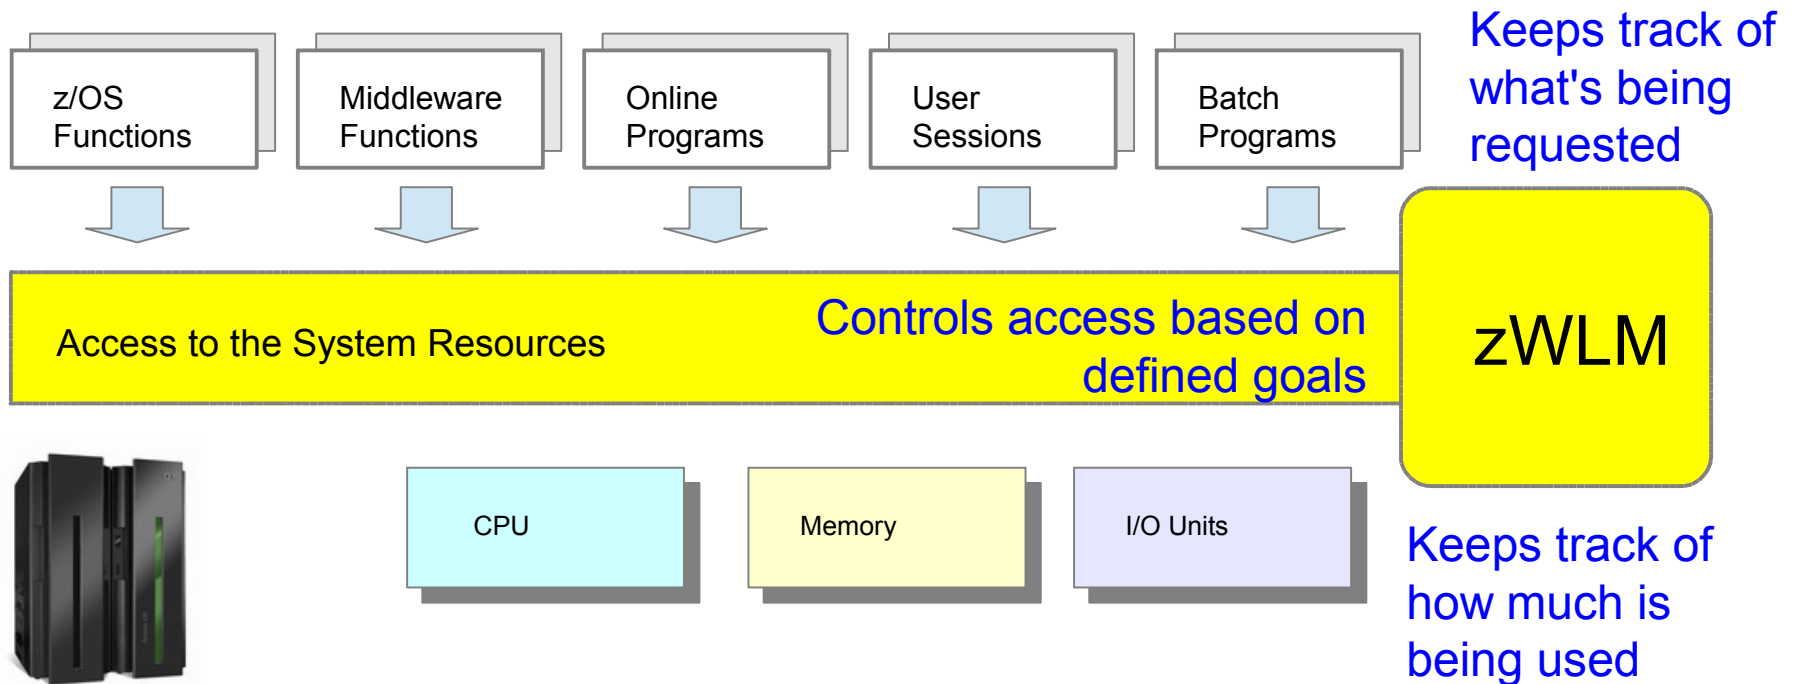 z/OS
Functions
Middleware
Functions
Online
Programs
User
Sessions
Batch
Programs
Keeps track of
what's being
requested
Access to the System Resources
Controls access based on
defined goals
zWLM
CPU
Memory
I/O Units
Keeps track of
how much is
being used